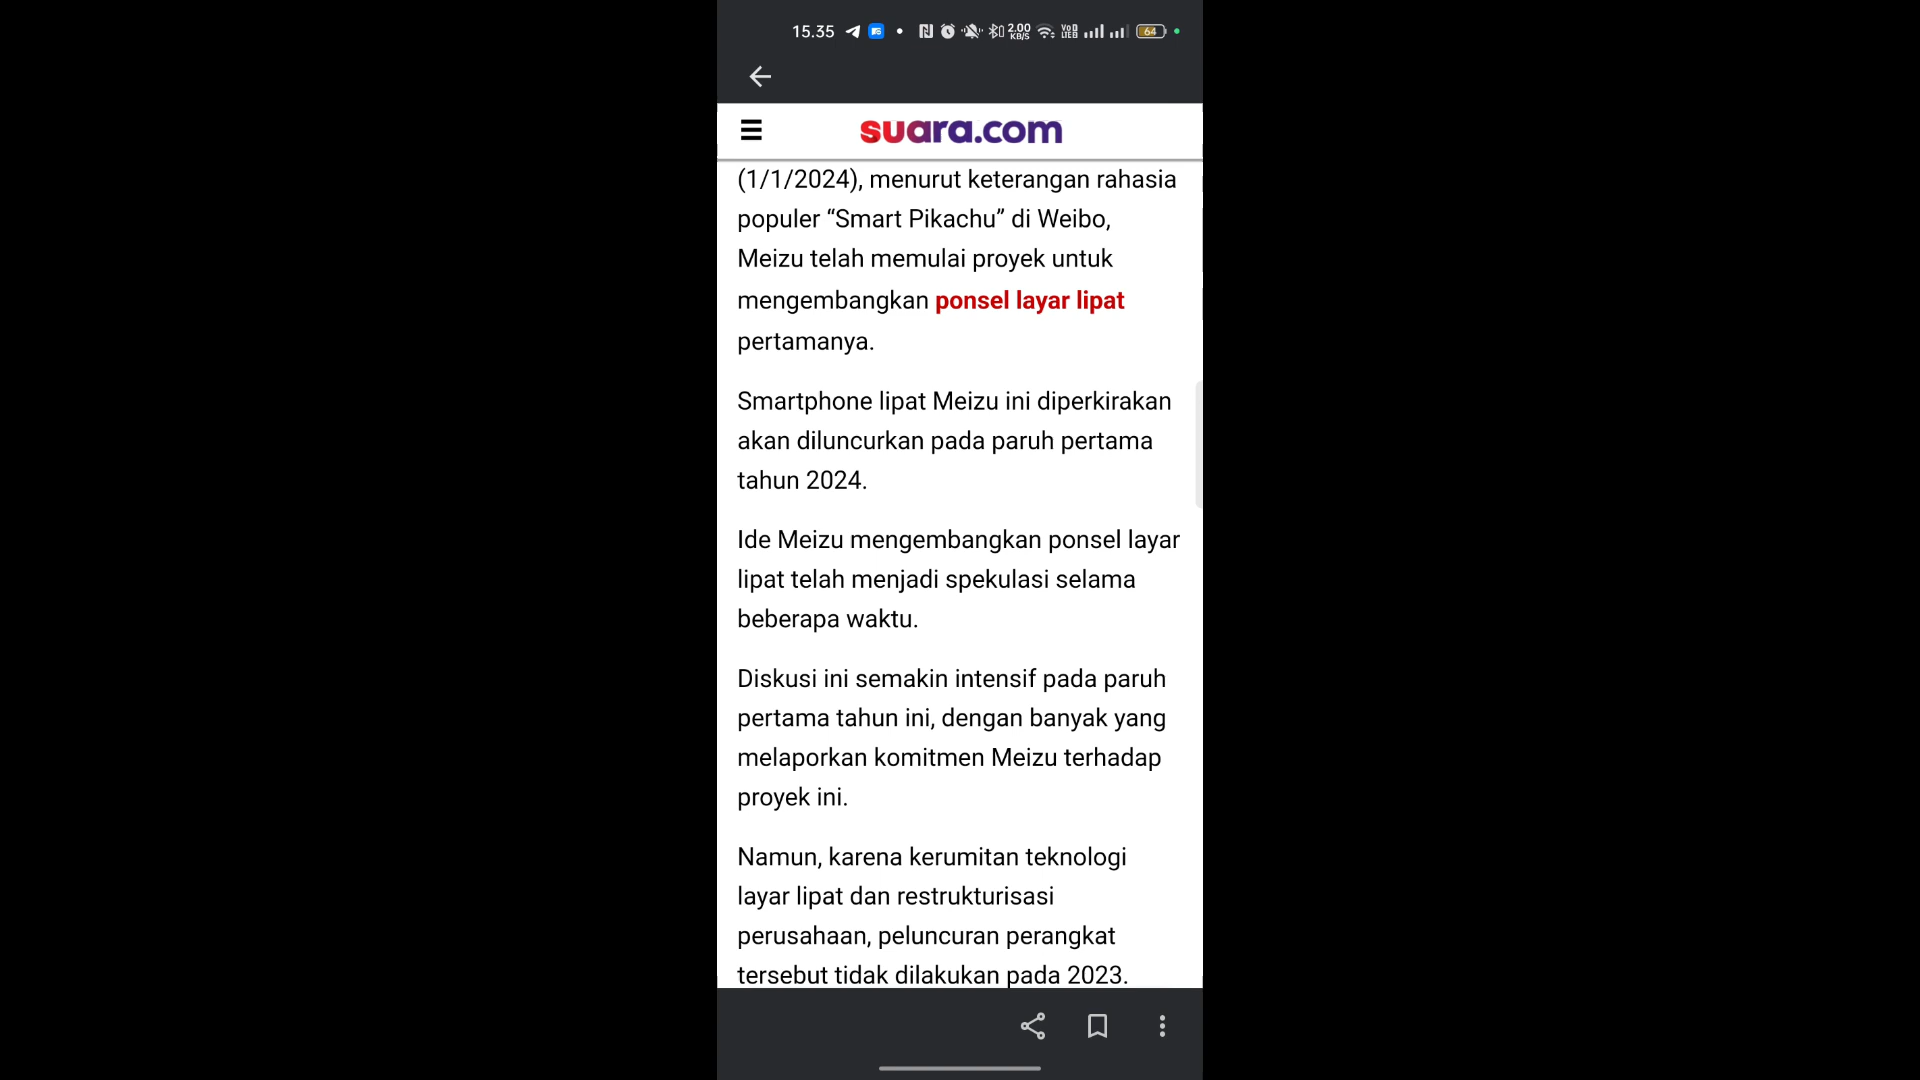 15.35
2.00
KB/S
64
suara.com
(1/1/2024), menurut keterangan rahasia
populer “Smart Pikachu” di Weibo,
Meizu telah memulai proyek untuk
mengembangkan ponsel layar lipat
pertamanya.
Smartphone lipat Meizu ini diperkirakan
akan diluncurkan pada paruh pertama
tahun 2024.
Ide Meizu mengembangkan ponsel layar
lipat telah menjadi spekulasi selama
beberapa waktu.
Diskusi ini semakin intensif pada paruh
pertama tahun ini, dengan banyak yang
melaporkan komitmen Meizu terhadap
proyek ini.
Namun, karena kerumitan teknologi
layar lipat dan restrukturisasi
perusahaan, peluncuran perangkat
tersebut tidak dilakukan pada 2023.